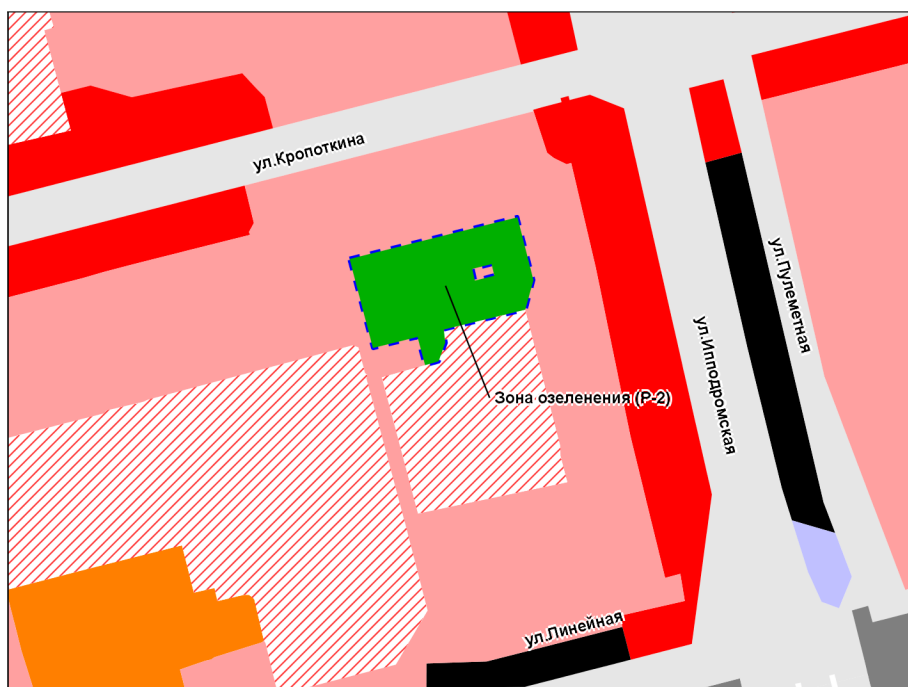 ул.Кропоткина
ул.Пулеметная
ул.Ипподромская
Зона озеленения (Р-2)
ул.Линейная